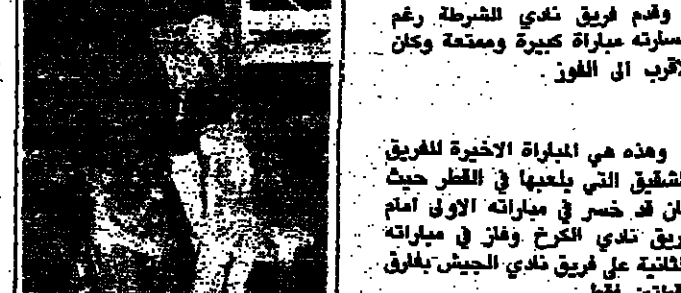 وقدم فريق نادي الشرطة رغم
خسارته مباراة كبيرة وممتعة وكان
الاقرب الى الفوز .
وهذه هي المباراة الاخيرة للفريق
الشقيق التي يلعبها في القطر حيث
كان قد خسر في مباراته الاولى امام
فريق نادي الكرخ وفاز في مباراته
الثانية على فريق نادي الجيش بفارق
فقط